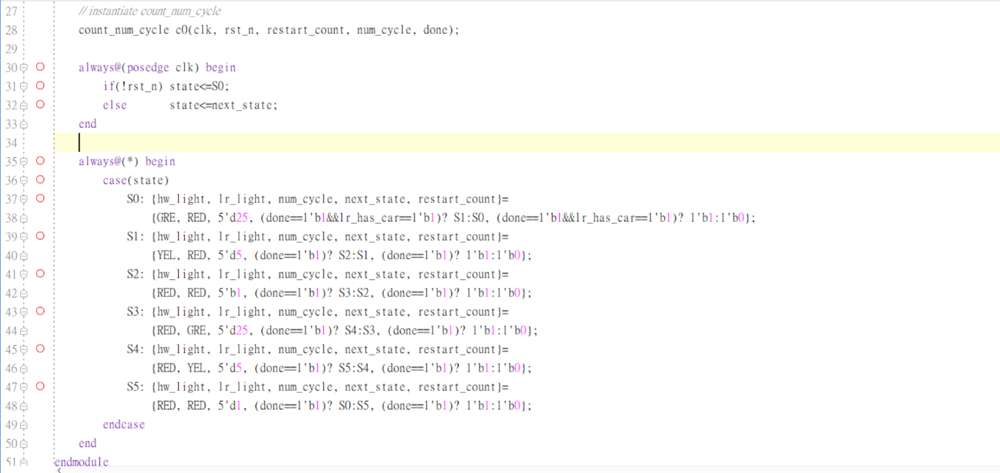 27 // instantiate count_num_cycle
28 count_num_cycle c0(clk, rst_n, restart_count, num_cycle, done);
29
30 always@(posedge clk) begin
31 if(!rst_n) state<=S0;
32 else state<=next_state;
33 end
34
35 always@(*) begin
36 case(state)
37 S0: {hw_light, lr_light, num_cycle, next_state, restart_count}=
38 {GRE, RED, 5'd25, (done==1'b1&&lr_has_car==1'b1)? S1:S0, (done==1'b1&&lr_has_car==1'b1)? 1'b1:1'b0};
39 S1: {hw_light, lr_light, num_cycle, next_state, restart_count}=
40 {YEL, RED, 5'd5, (done==1'b1)? S2:S1, (done==1'b1)? 1'b1:1'b0};
41 S2: {hw_light, lr_light, num_cycle, next_state, restart_count}=
42 {RED, RED, 5'b1, (done==1'b1)? S3:S2, (done==1'b1)? 1'b1:1'b0};
43 S3: {hw_light, lr_light, num_cycle, next_state, restart_count}=
44 {RED, GRE, 5'd25, (done==1'b1)? S4:S3, (done==1'b1)? 1'b1:1'b0};
45 S4: {hw_light, lr_light, num_cycle, next_state, restart_count}=
46 {RED, YEL, 5'd5, (done==1'b1)? S5:S4, (done==1'b1)? 1'b1:1'b0};
47 S5: {hw_light, lr_light, num_cycle, next_state, restart_count}=
48 {RED, RED, 5'd1, (done==1'b1)? S0:S5, (done==1'b1)? 1'b1:1'b0};
49 endcase
50 end
51 endmodule